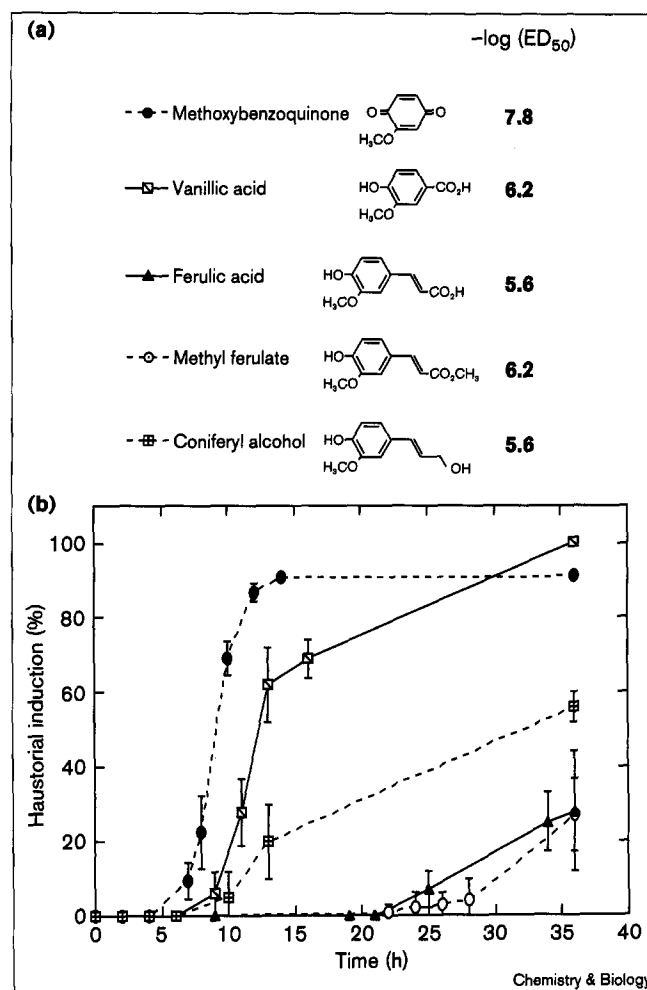 (a)
–log (ED50)
Methoxybenzoquinone
O
O
H3CO
7.8
Vanillic acid
HO
CO2H
H3CO
6.2
Ferulic acid
HO
H3CO
CO2H
5.6
Methyl ferulate
HO
H3CO
CO2CH3
6.2
Coniferyl alcohol
HO
H3CO
OH
5.6
(b)
100
80
60
40
20
0
Haustorial induction (%)
0 5 10 15 20 25 30 35 40
Time (h)
Chemistry & Biology